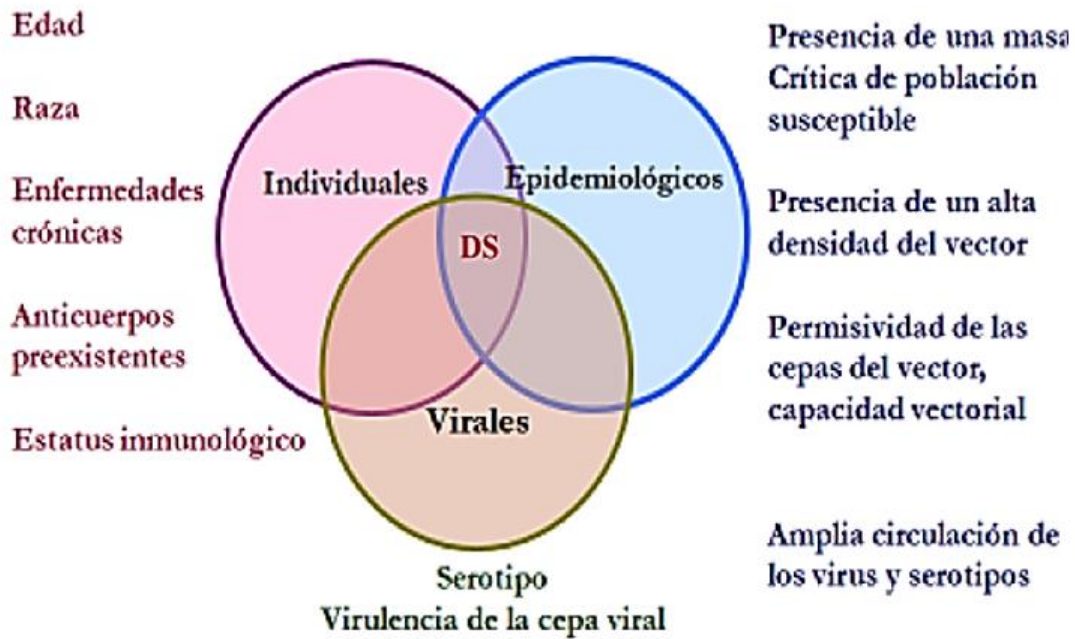 Edad
Raza
Enfermedades
crónicas
Anticuerpos
preexistentes
Estatus inmunológico
Individuales
Epidemiológicos
DS
Virales
Serotipo
Virulencia de la cepa viral
Presencia de una masa
Crítica de población
susceptible
Presencia de un alta
densidad del vector
Permisividad de las
cepas del vector,
capacidad vectorial
Amplia circulación de
los virus y serotipos